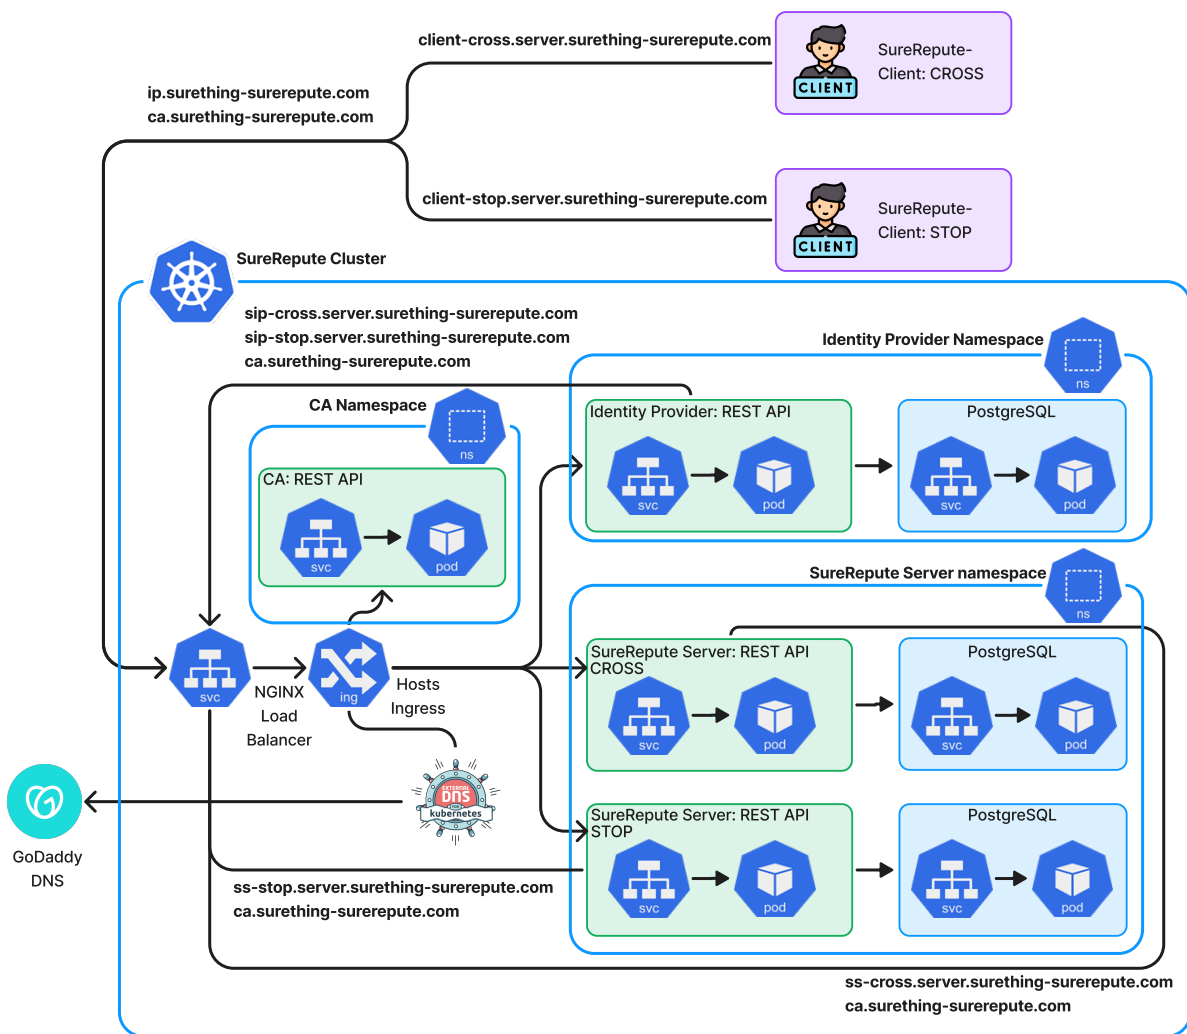 client-cross.server.surething-surerepute.com
SureRepute-
Client: CROSS
CLIENT
ip.surething-surerepute.com
ca.surething-surerepute.com
client-stop.server.surething-surerepute.com
SureRepute-
Client: STOP
CLIENT
SureRepute Cluster
sip-cross.server.surething-surerepute.com
sip-stop.server.surething-surerepute.com
ca.surething-surerepute.com
Identity Provider Namespace
ns
CA Namespace
ns
Identity Provider: REST API
svc
pod
PostgreSQL
svc
pod
CA: REST API
svc
pod
SureRepute Server namespace
ns
svc
NGINX
Load
Balancer
ing
Hosts
Ingress
SureRepute Server: REST API
CROSS
svc
pod
PostgreSQL
svc
pod
EXTERNAL
DNS
FOR
kubernetes
GoDaddy
DNS
SureRepute Server: REST API
STOP
svc
pod
PostgreSQL
svc
pod
ss-stop.server.surething-surerepute.com
ca.surething-surerepute.com
ss-cross.server.surething-surerepute.com
ca.surething-surerepute.com